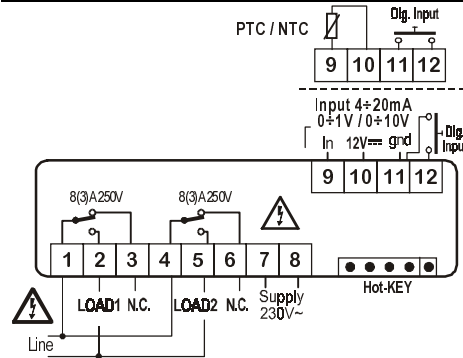 Dig. Input
PTC / NTC
9 10 11 12
Input 4÷20mA
0÷1V / 0÷10V
In 12V⎓ gnd
Dig.
Inpu
9 10 11 12
8(3)A250V 8(3)A250V
1 2 3 4 5 6 7 8
Hot-KEY
LOAD1 N.C. LOAD2 N.C. Supply
230V~
Line